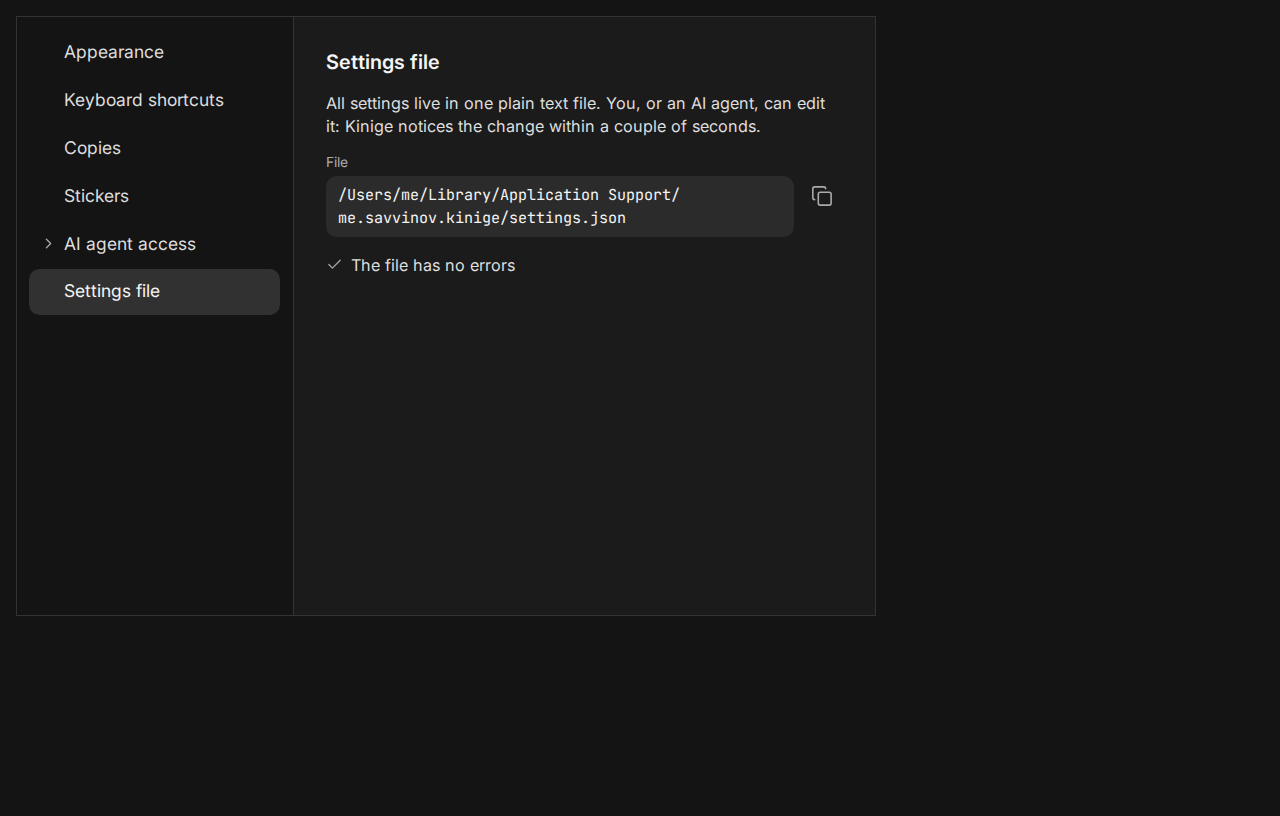 Appearance
Keyboard shortcuts
Copies
Stickers
AI agent access
Settings file
Settings file
All settings live in one plain text file. You, or an AI agent, can edit
it: Kinige notices the change within a couple of seconds.
File
/Users/me/Library/Application Support/
me.savvinov.kinige/settings.json
The file has no errors